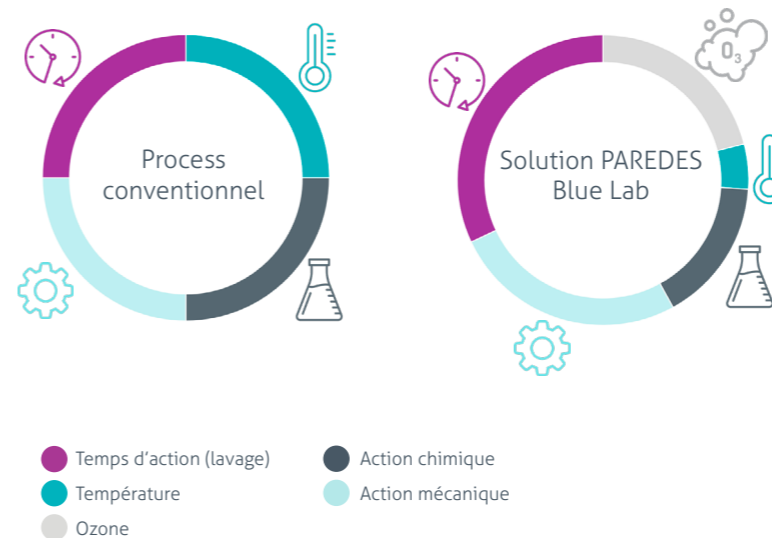 Process
conventionnel
Solution PAREDES
Blue Lab
O3
Temps d'action (lavage)
Température
Ozone
Action chimique
Action mécanique